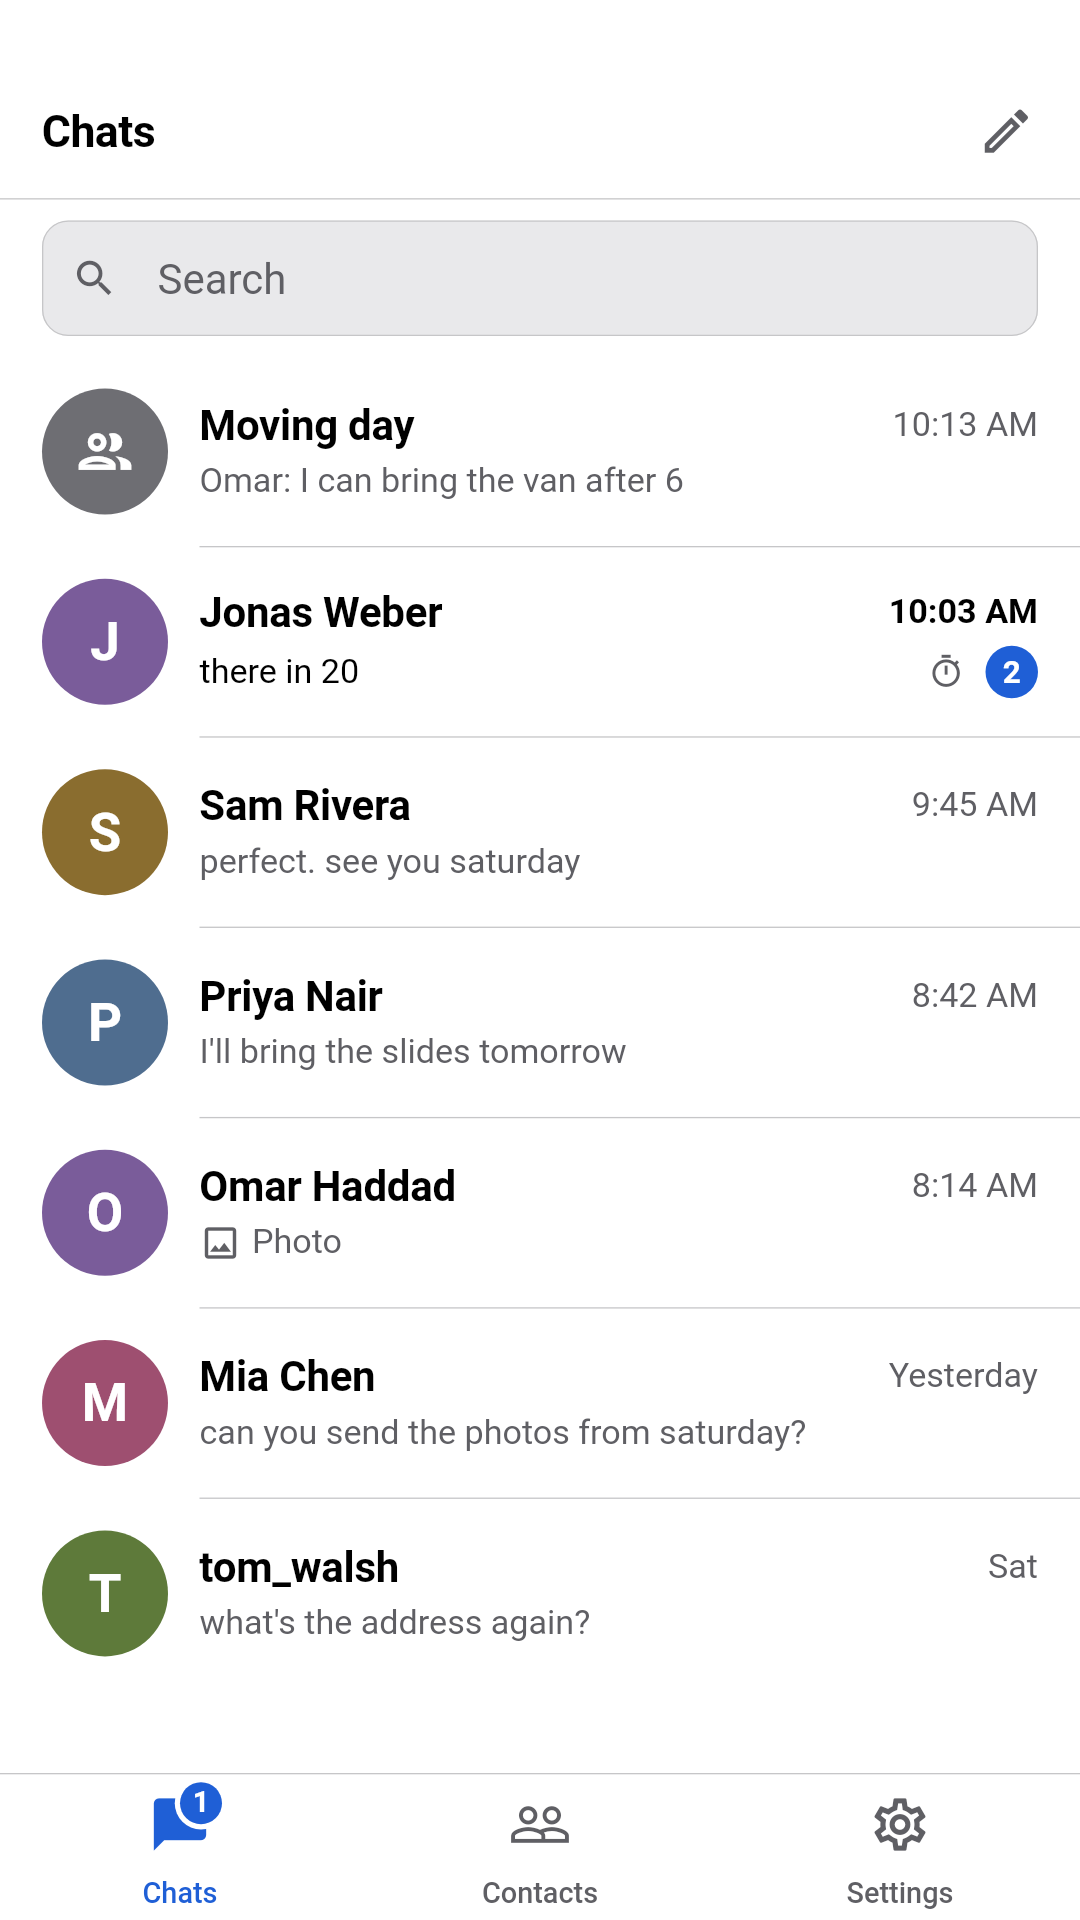 Chats
Search
Moving day
10:13 AM
Omar: I can bring the van after 6
J
Jonas Weber
10:03 AM
there in 20
2
S
Sam Rivera
9:45 AM
perfect. see you saturday
P
Priya Nair
8:42 AM
I'll bring the slides tomorrow
O
Omar Haddad
8:14 AM
Photo
M
Mia Chen
Yesterday
can you send the photos from saturday?
T
tom_walsh
Sat
what's the address again?
1
Chats
Contacts
Settings